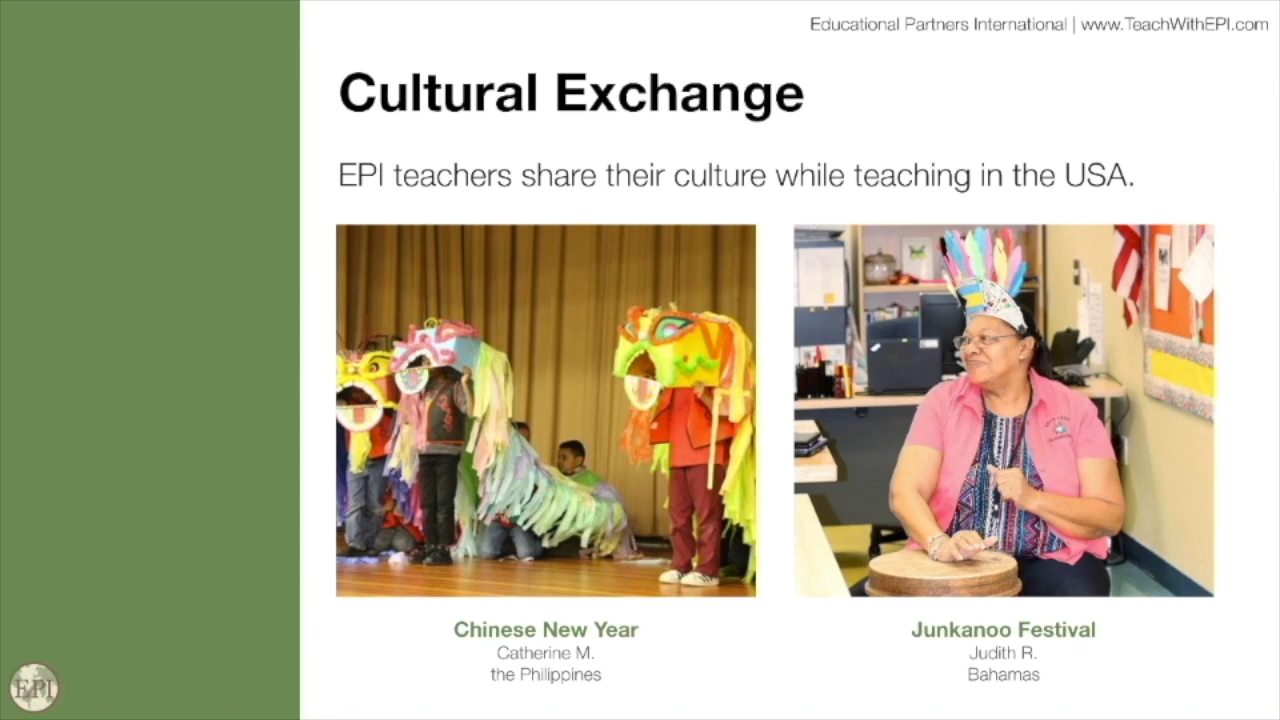 Educational Partners International | www.TeachWithEPI.com
Cultural Exchange
EPI teachers share their culture while teaching in the USA.
Chinese New Year
Catherine M.
the Philippines
Junkanoo Festival
Judith R.
Bahamas
EPI